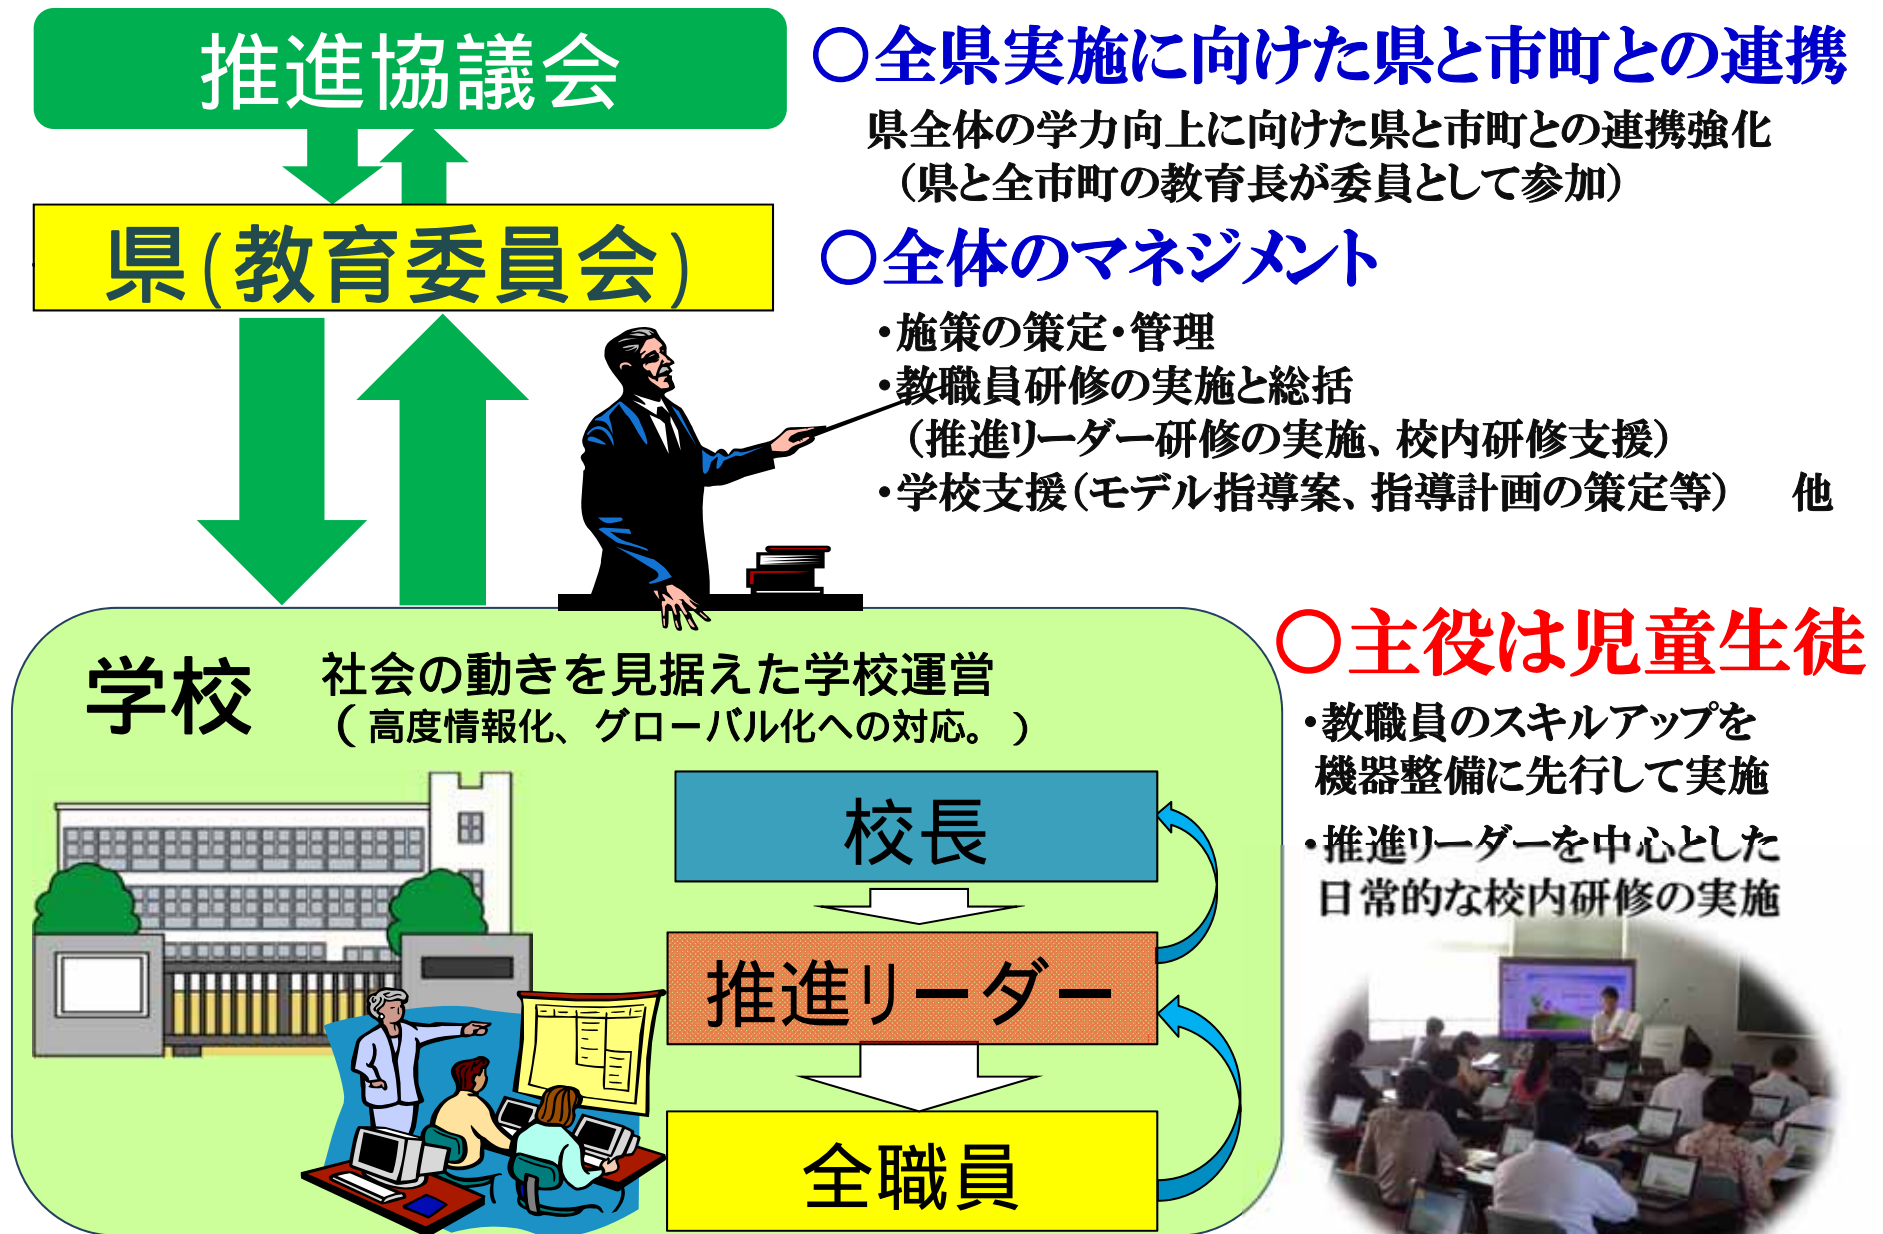 推進協議会
○全県実施に向けた県と市町との連携
県全体の学力向上に向けた県と市町との連携強化
（県と全市町の教育長が委員として参加）
県(教育委員会)
○全体のマネジメント
・施策の策定・管理
・教職員研修の実施と総括
（推進リーダー研修の実施、校内研修支援）
・学校支援（モデル指導案、指導計画の策定等） 他
学校
社会の動きを見据えた学校運営
（ 高度情報化、グローバル化への対応。 ）
校長
推進リーダー
全職員
○主役は児童生徒
・教職員のスキルアップを
機器整備に先行して実施
・推進リーダーを中心とした
日常的な校内研修の実施